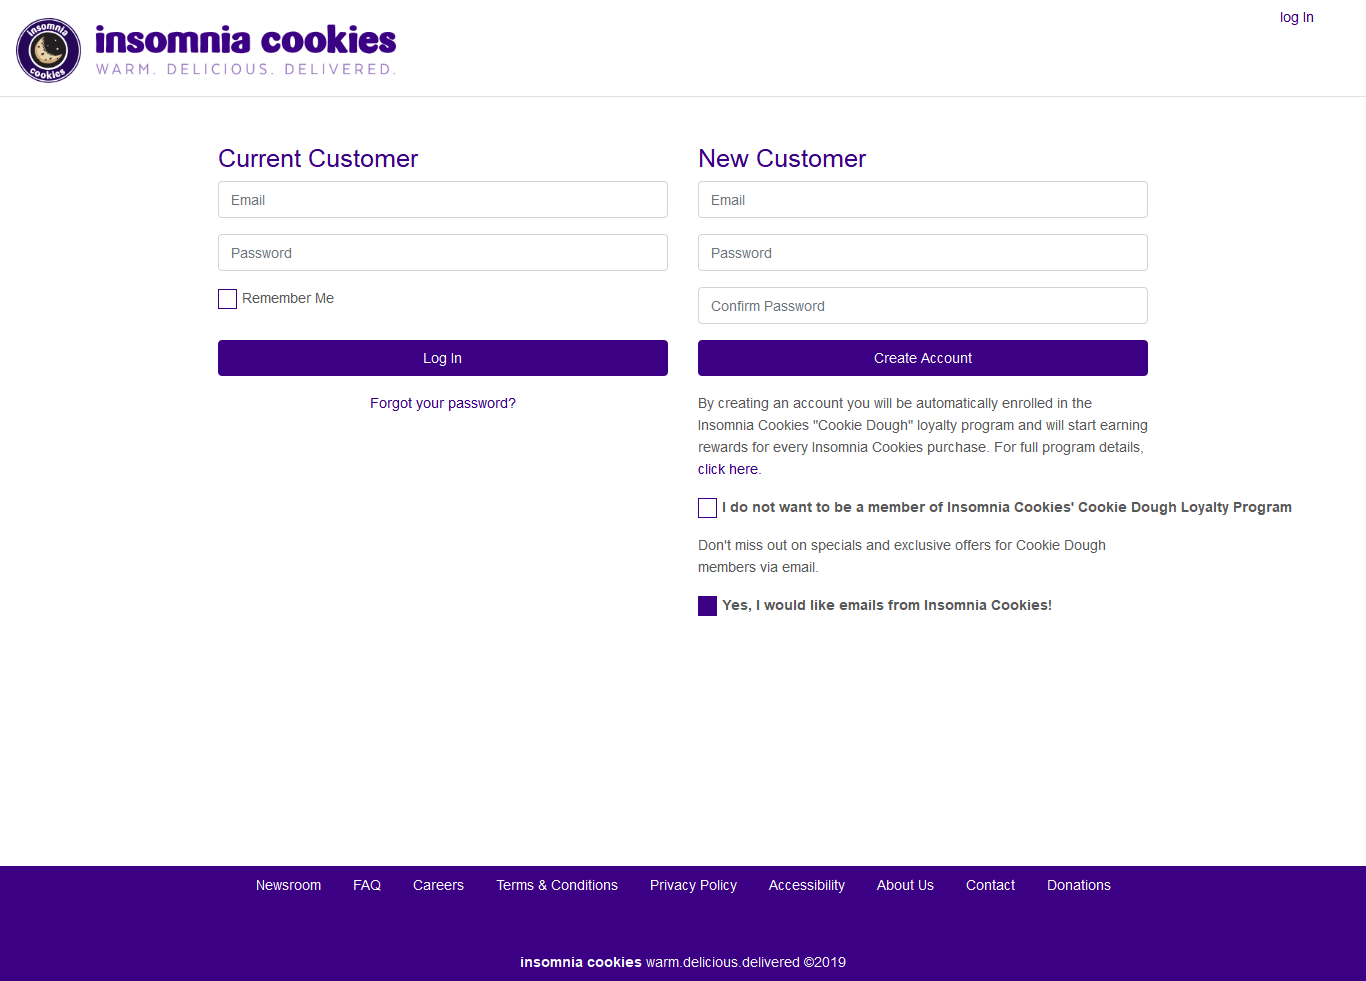 insomnia cookies
insomnia cookies
WARM. DELICIOUS. DELIVERED.
log In
Current Customer
Email
Password
Remember Me
Log In
Forgot your password?
New Customer
Email
Password
Confirm Password
Create Account
By creating an account you will be automatically enrolled in the
Insomnia Cookies "Cookie Dough" loyalty program and will start earning
rewards for every Insomnia Cookies purchase. For full program details,
click here.
I do not want to be a member of Insomnia Cookies' Cookie Dough Loyalty Program
Don't miss out on specials and exclusive offers for Cookie Dough
members via email.
Yes, I would like emails from Insomnia Cookies!
Newsroom FAQ Careers Terms & Conditions Privacy Policy Accessibility About Us Contact Donations
insomnia cookies warm.delicious.delivered ©2019